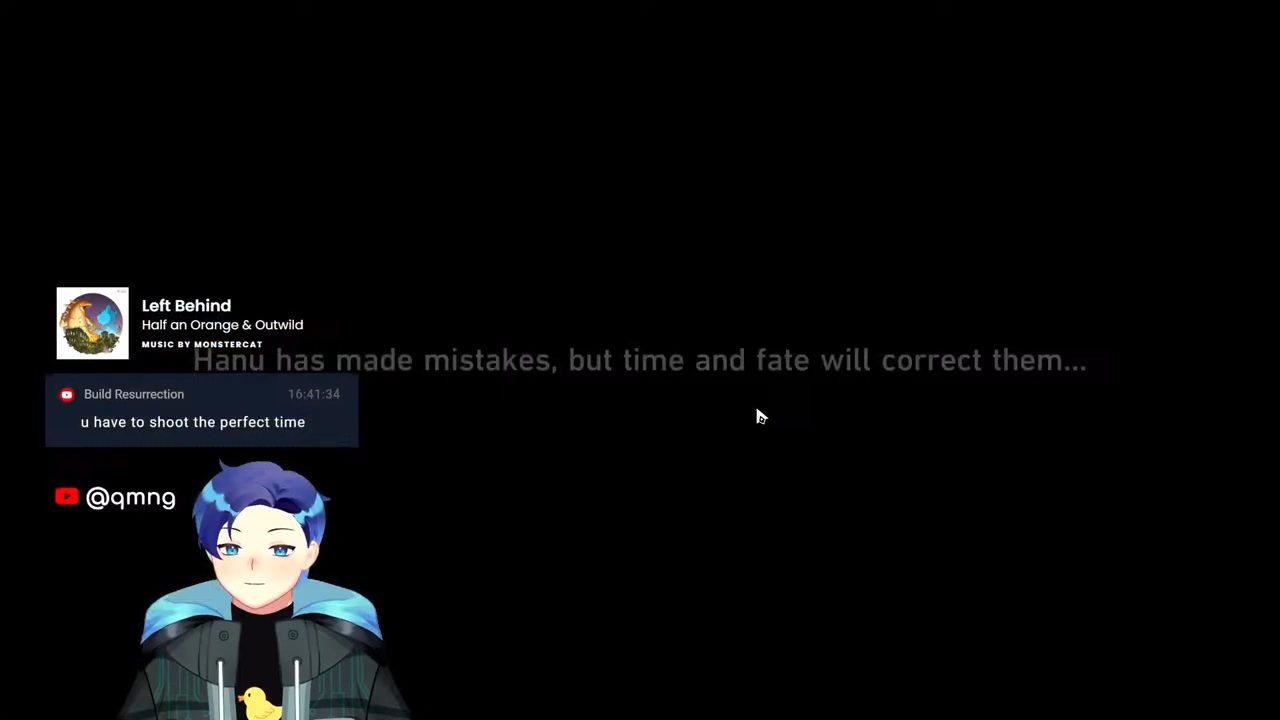 Left Behind
Half an Orange & Outwild
MUSIC BY MONSTERCAT
Hanu has made mistakes, but time and fate will correct them...
Build Resurrection 16:41:34
u have to shoot the perfect time
@qmng